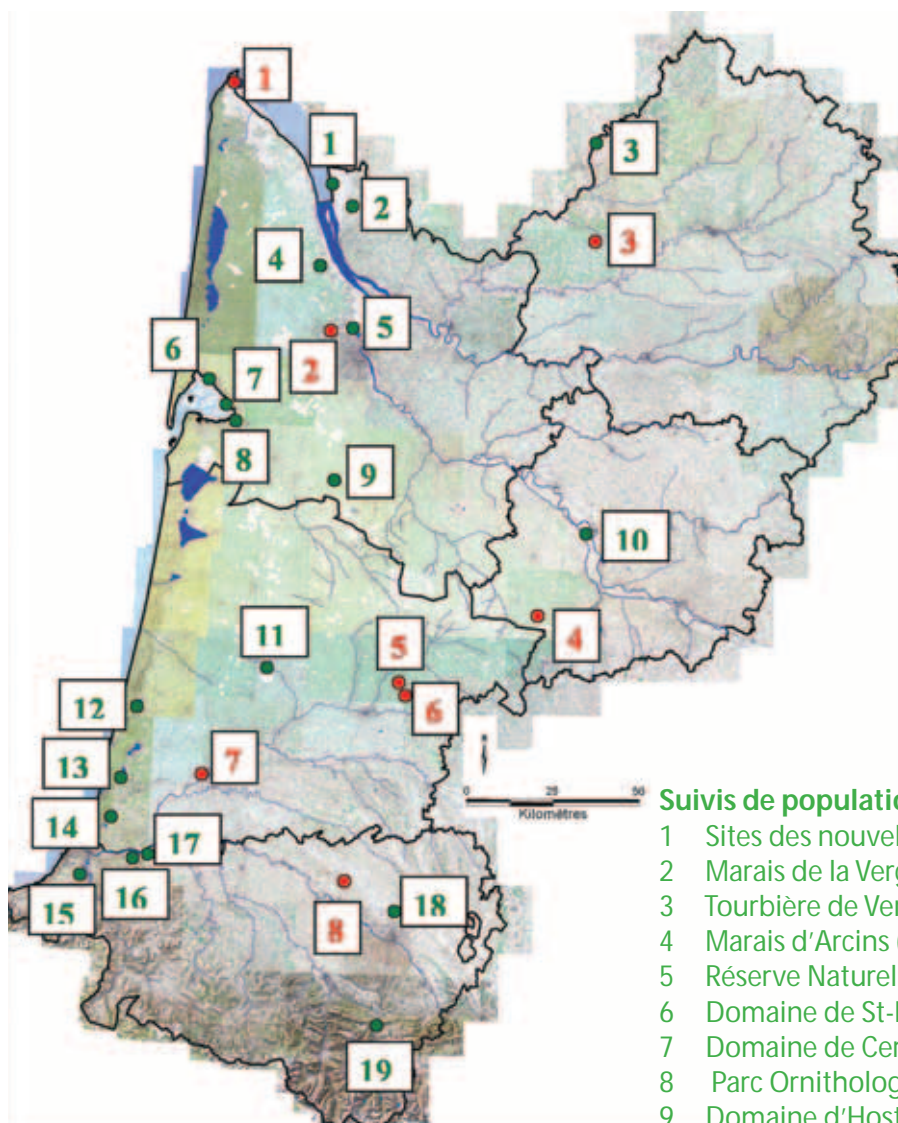 1
1
3
2
3
4
5
6
2
7
8
9
10
11
5
4
12
6
13
7
0 25 50
Kilomètres
14
17
16
15
18
8
19
Suivis de populatio
1 Sites des nouvel
2 Marais de la Verg
3 Tourbière de Ver
4 Marais d'Arcins
5 Réserve Naturel
6 Domaine de St-
7 Domaine de Cer
8 Parc Ornitholog
9 Domaine d'Host